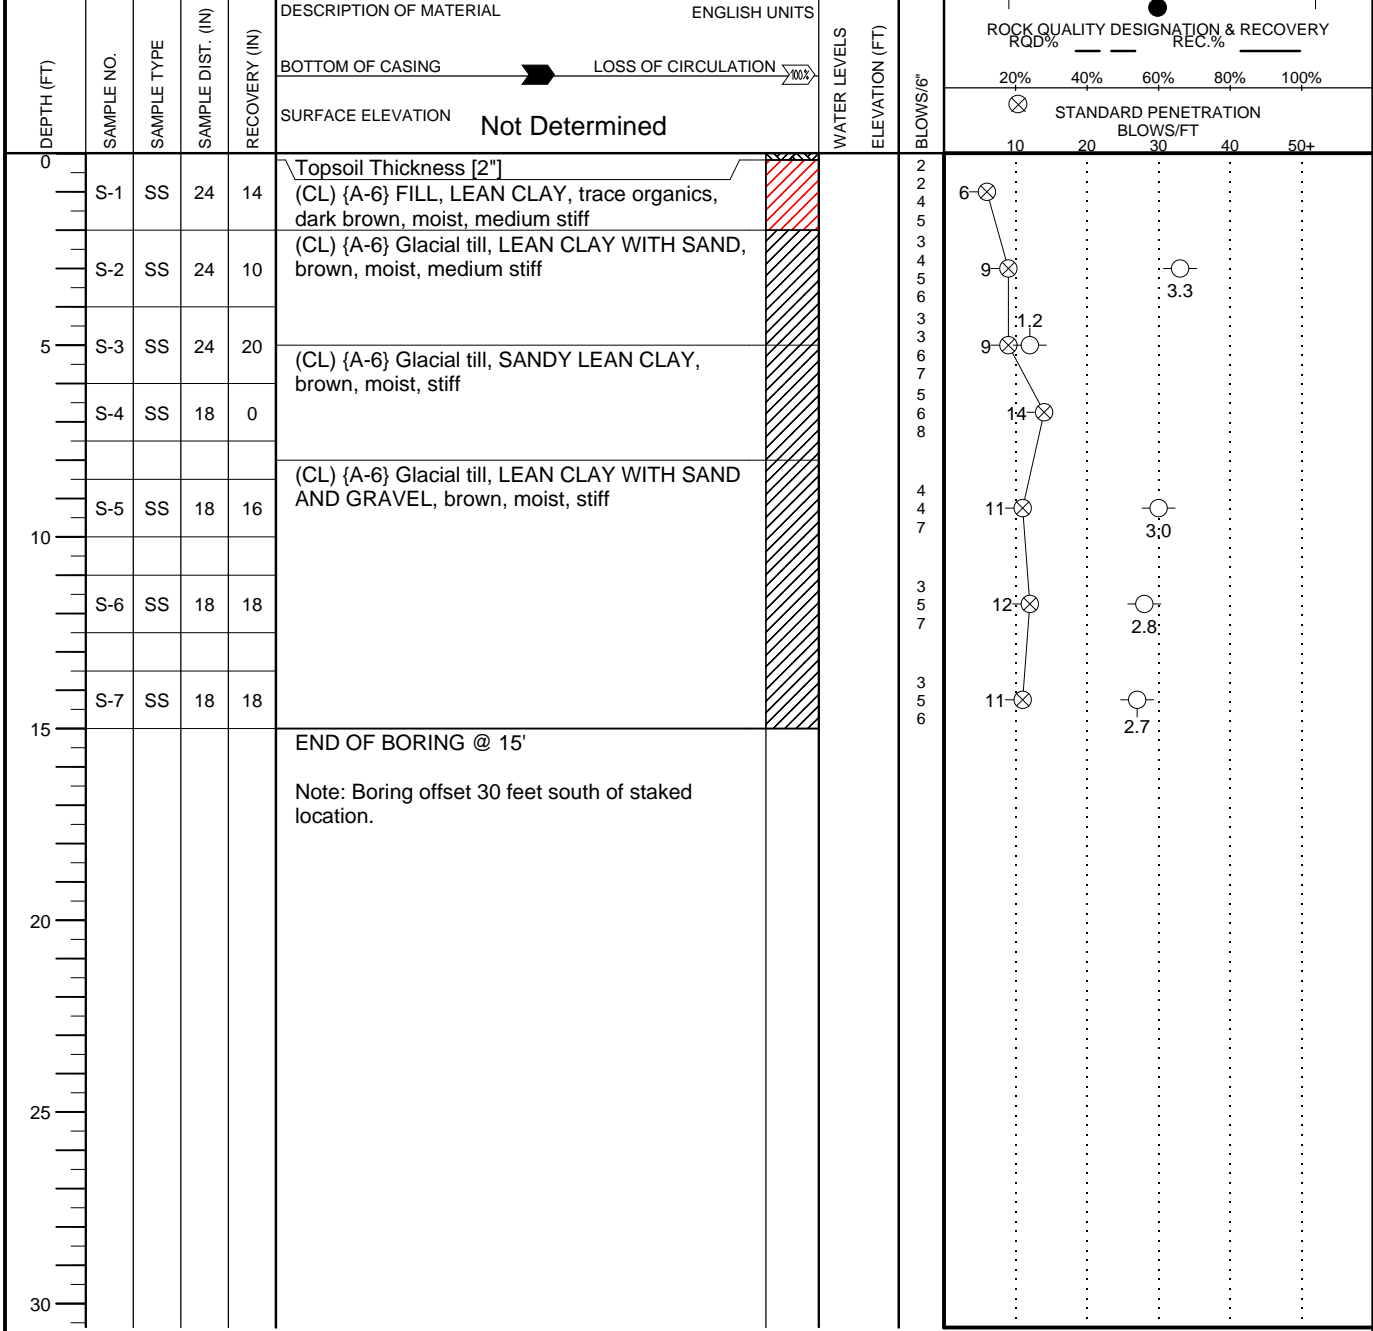 DEPTH (FT)
SAMPLE NO.
SAMPLE TYPE
SAMPLE DIST. (IN)
RECOVERY (IN)
DESCRIPTION OF MATERIAL ENGLISH UNITS
BOTTOM OF CASING LOSS OF CIRCULATION 100%
SURFACE ELEVATION Not Determined
WATER LEVELS
ELEVATION (FT)
BLOWS/6"
ROCK QUALITY DESIGNATION & RECOVERY
RQD% REC.%
20% 40% 60% 80% 100%
STANDARD PENETRATION
BLOWS/FT
10 20 30 40 50+
0
Topsoil Thickness [2"]
S-1 SS 24 14
(CL) {A-6} FILL, LEAN CLAY, trace organics,
dark brown, moist, medium stiff
2
2
4
5
6
S-2 SS 24 10
(CL) {A-6} Glacial till, LEAN CLAY WITH SAND,
brown, moist, medium stiff
3
4
5
6
9
3.3
5
S-3 SS 24 20
3
3
6
7
9
1.2
(CL) {A-6} Glacial till, SANDY LEAN CLAY,
brown, moist, stiff
S-4 SS 18 0
5
6
8
14
(CL) {A-6} Glacial till, LEAN CLAY WITH SAND
AND GRAVEL, brown, moist, stiff
S-5 SS 18 16
4
4
7
11
3.0
10
S-6 SS 18 18
3
5
7
12
2.8
S-7 SS 18 18
3
5
6
11
2.7
15
END OF BORING @ 15'
Note: Boring offset 30 feet south of staked
location.
20
25
30